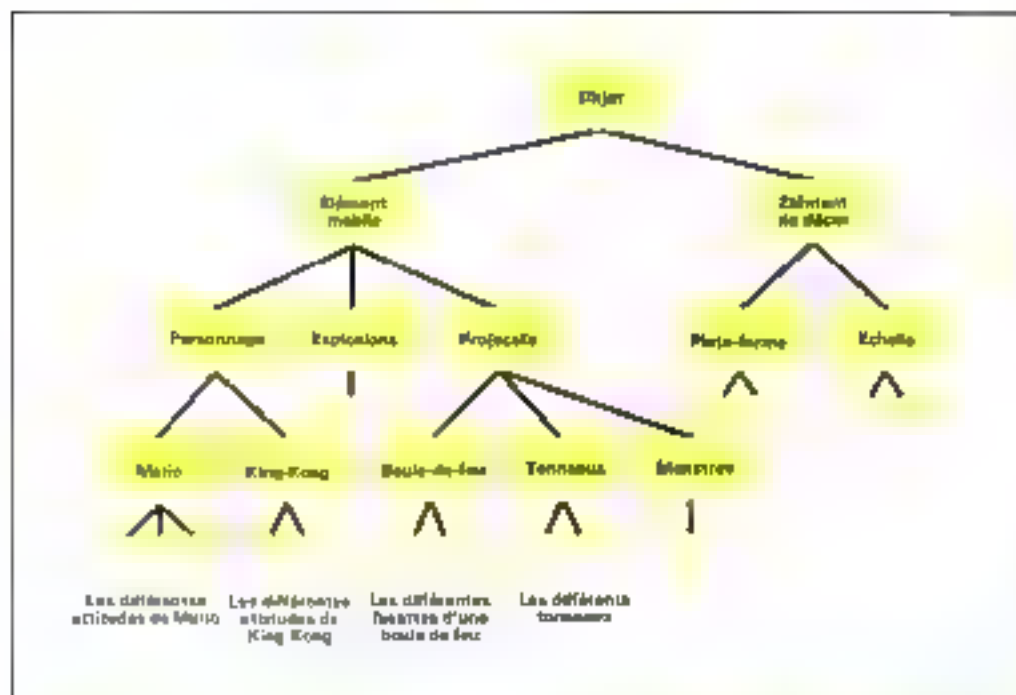 Objet
Élément
mobile
Élément
de décor
Personnage
Explosions
Projectile
Plate-forme
Echelle
Mario
King-Kong
Boule-de-feu
Tonneaux
Monstres
Les différentes
attitudes de Mario
Les différentes
attitudes de
King Kong
Les différentes
d'une
boule de feu
Les différents
tonneaux